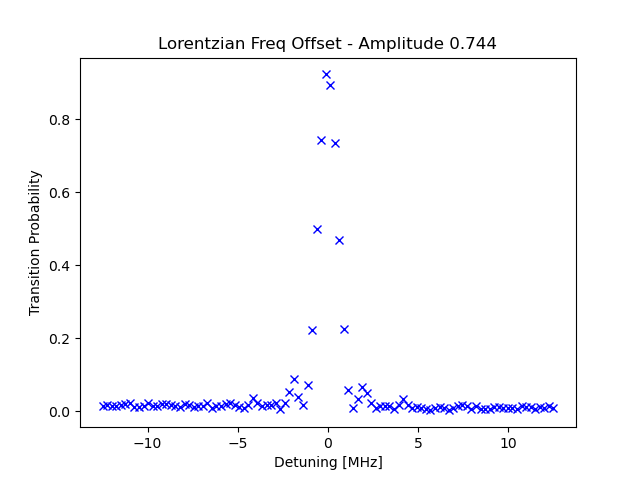 Lorentzian Freq Offset - Amplitude 0.744
Transition Probability
0.8
0.6
0.4
0.2
0.0
−10 −5 0 5 10
Detuning [MHz]